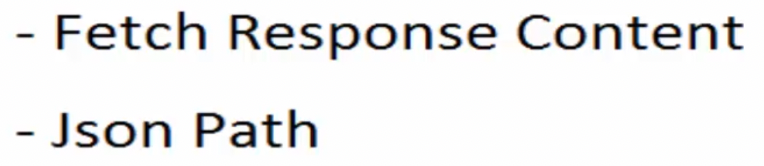 - Fetch Response Content
- Json Path